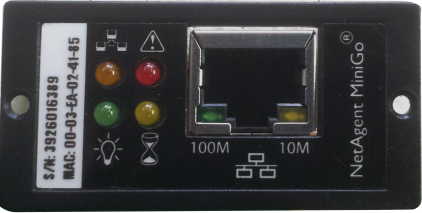 S/N: 3926016389
MAC: 00-03-EA-02-41-85
100M 10M
NetAgent MiniGo®